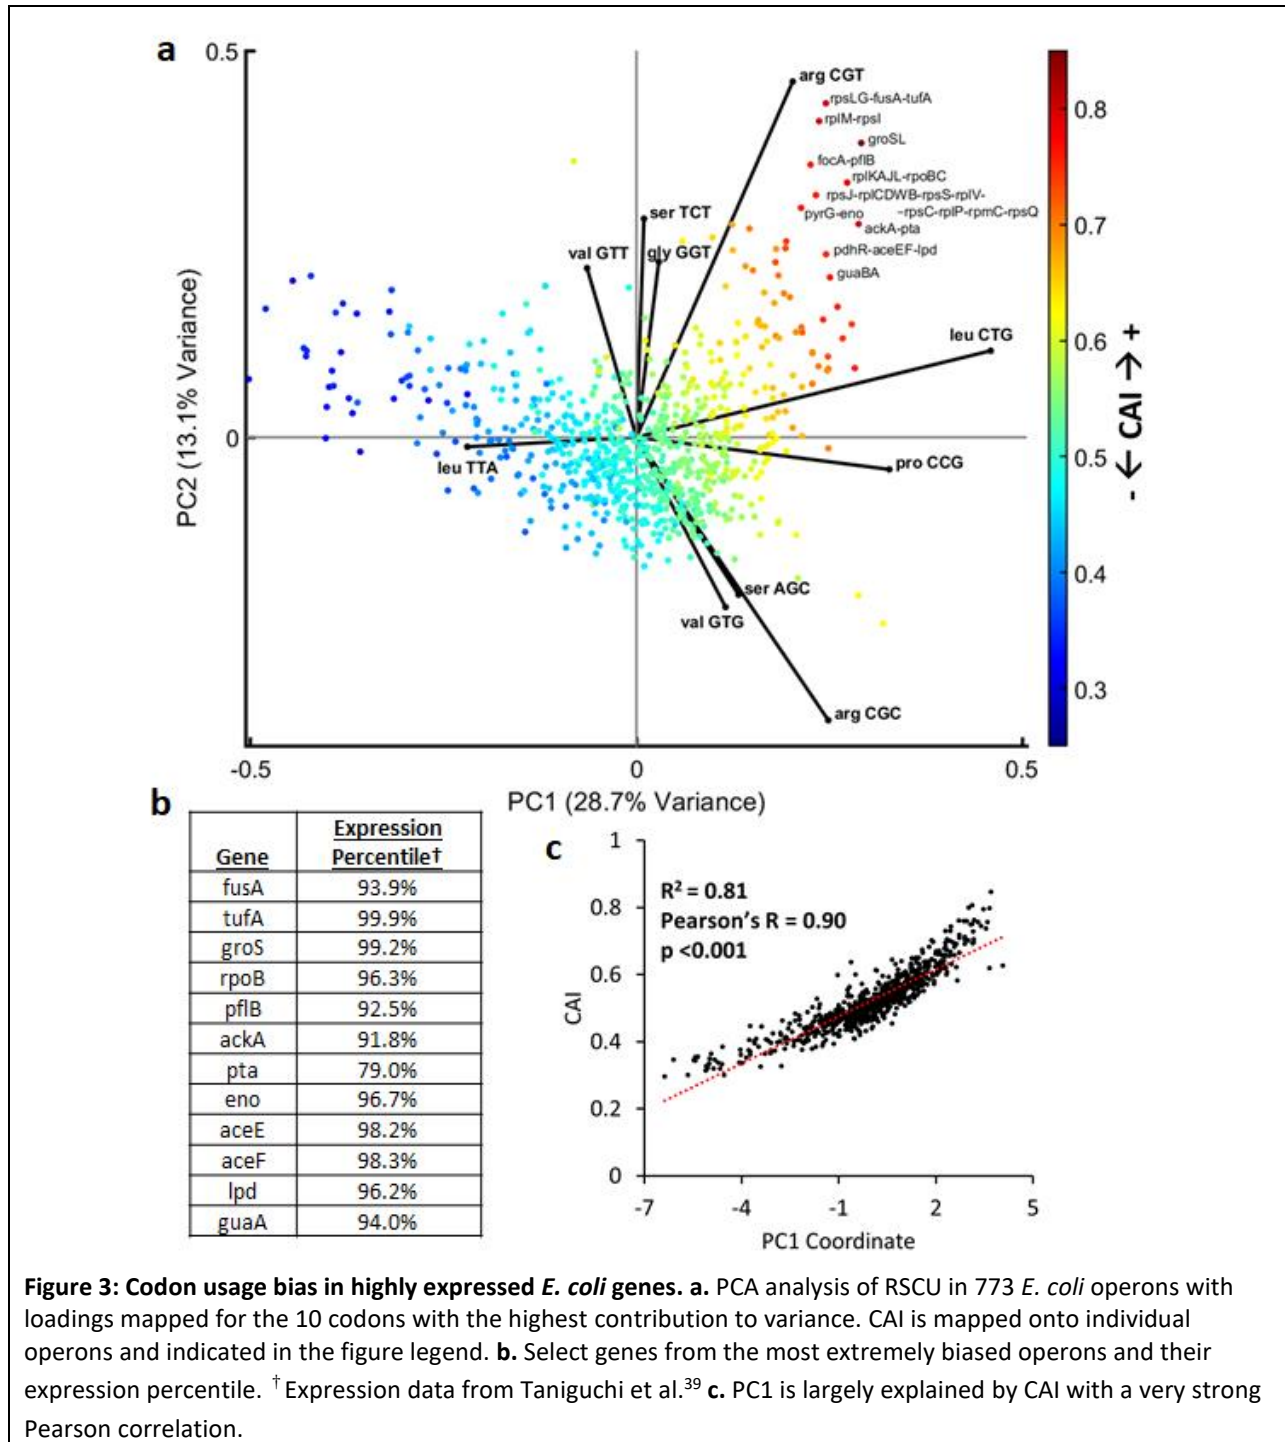 a
0.5
arg CGT
rpsLG-fusA-tufA
rplM-rpsI
groSL
focA-pflB
rplKAJL-rpoBC
rpsJ-rplCDWB-rpsS-rplV-
-rpsC-rplP-rpmC-rpsQ
pyrG-eno
ackA-pta
pdhR-aceEF-lpd
guaBA
ser TCT
val GTT
gly GGT
leu CTG
0
leu TTA
pro CCG
ser AGC
val GTG
arg CGC
PC2 (13.1% Variance)
-0.5
0
0.5
PC1 (28.7% Variance)
0.8
0.7
0.6
0.5
0.4
0.3
- ← CAI → +
b
Gene Expression Percentile†
fusA 93.9%
tufA 99.9%
groS 99.2%
rpoB 96.3%
pflB 92.5%
ackA 91.8%
pta 79.0%
eno 96.7%
aceE 98.2%
aceF 98.3%
lpd 96.2%
guaA 94.0%
c
1
0.8
0.6
0.4
0.2
0
CAI
R² = 0.81
Pearson's R = 0.90
p <0.001
-7 -4 -1 2 5
PC1 Coordinate
Figure 3: Codon usage bias in highly expressed E. coli genes. a. PCA analysis of RSCU in 773 E. coli operons with
loadings mapped for the 10 codons with the highest contribution to variance. CAI is mapped onto individual
operons and indicated in the figure legend. b. Select genes from the most extremely biased operons and their
expression percentile. † Expression data from Taniguchi et al.³⁹ c. PC1 is largely explained by CAI with a very strong
Pearson correlation.